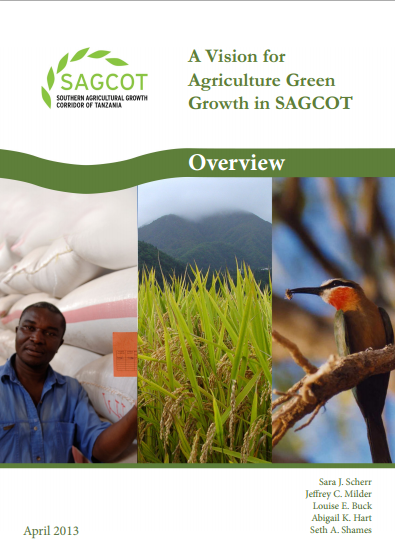 SAGCOT
SOUTHERN AGRICULTURAL GROWTH
CORRIDOR OF TANZANIA
A Vision for
Agriculture Green
Growth in SAGCOT
Overview
Sara J. Scherr
Jeffrey C. Milder
Louise E. Buck
Abigail K. Hart
Seth A. Shames
April 2013